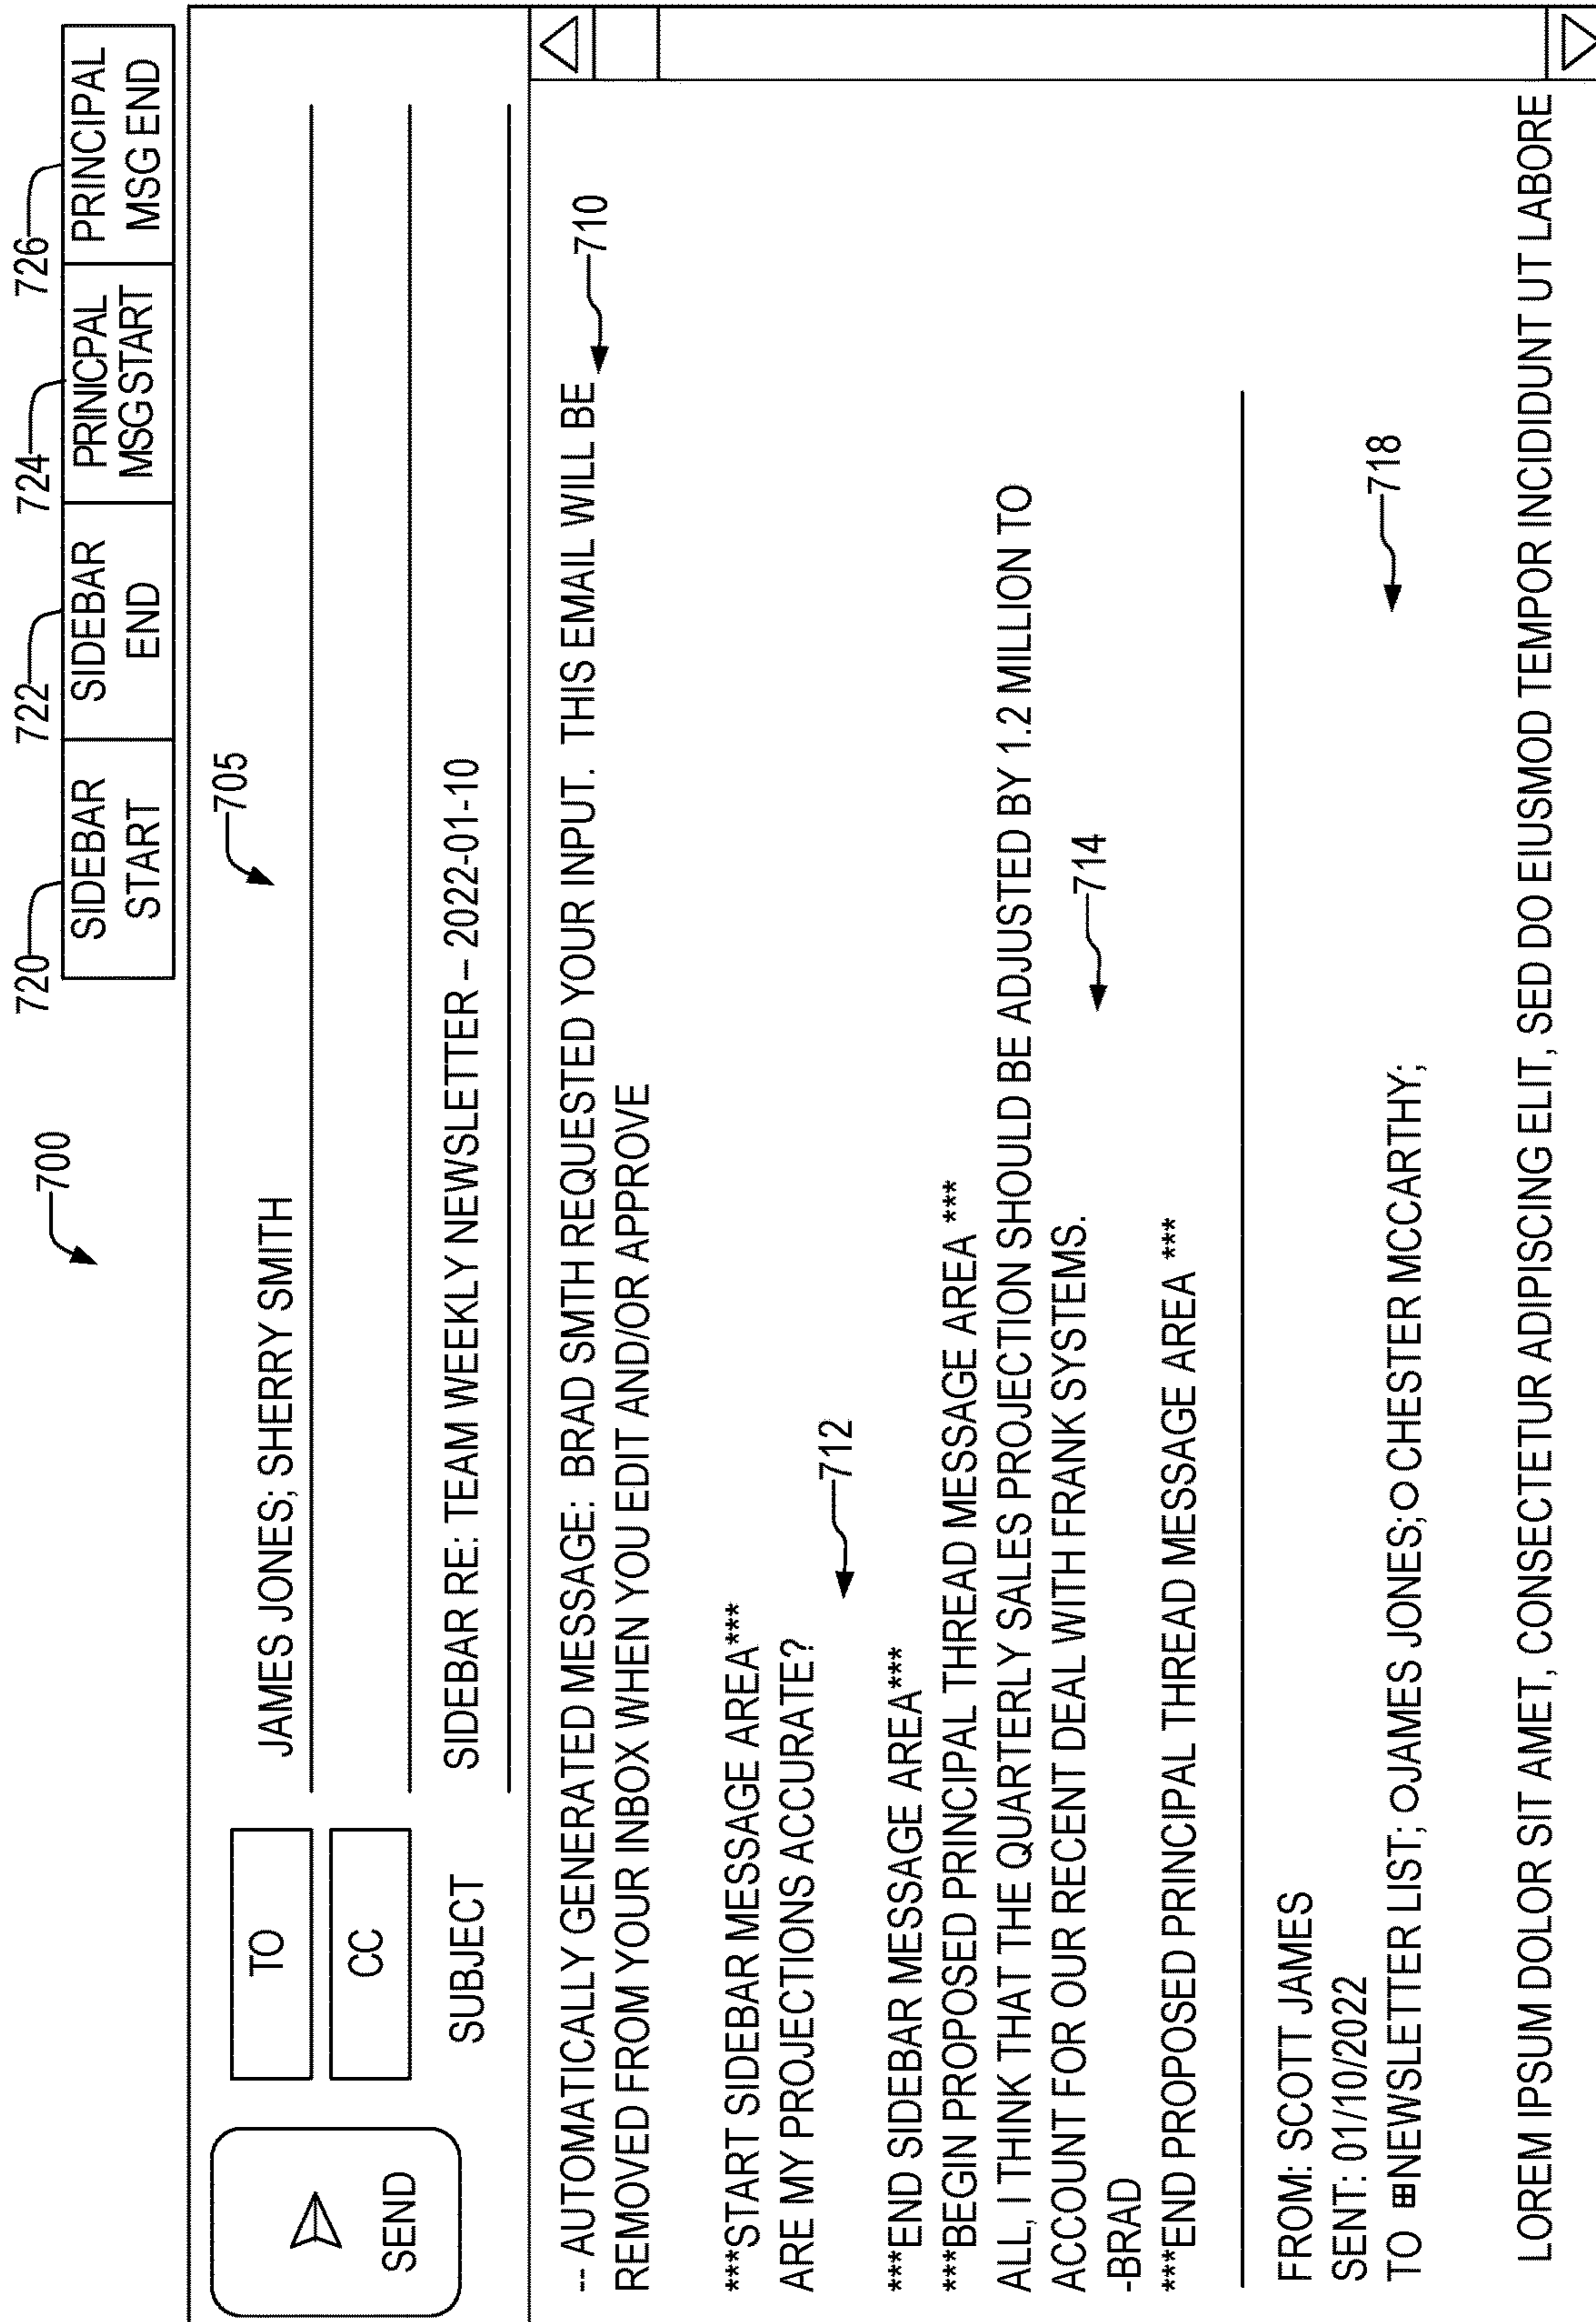 700
720
722
724
726
SIDEBAR
START
SIDEBAR
END
PRINICPAL
MSG START
PRINCIPAL
MSG END
705
SEND
TO
JAMES JONES; SHERRY SMITH
CC
SUBJECT
SIDEBAR RE: TEAM WEEKLY NEWSLETTER – 2022-01-10
-- AUTOMATICALLY GENERATED MESSAGE: BRAD SMTH REQUESTED YOUR INPUT. THIS EMAIL WILL BE
REMOVED FROM YOUR INBOX WHEN YOU EDIT AND/OR APPROVE
710
***START SIDEBAR MESSAGE AREA***
ARE MY PROJECTIONS ACCURATE?
712
***END SIDEBAR MESSAGE AREA***
***BEGIN PROPOSED PRINCIPAL THREAD MESSAGE AREA ***
ALL, I THINK THAT THE QUARTERLY SALES PROJECTION SHOULD BE ADJUSTED BY 1.2 MILLION TO
ACCOUNT FOR OUR RECENT DEAL WITH FRANK SYSTEMS.
714
-BRAD
***END PROPOSED PRINCIPAL THREAD MESSAGE AREA ***
FROM: SCOTT JAMES
SENT: 01/10/2022
TO ⊞NEWSLETTER LIST; OJAMES JONES;O CHESTER MCCARTHY;
718
LOREM IPSUM DOLOR SIT AMET, CONSECTETUR ADIPISCING ELIT, SED DO EIUSMOD TEMPOR INCIDIDUNT UT LABORE